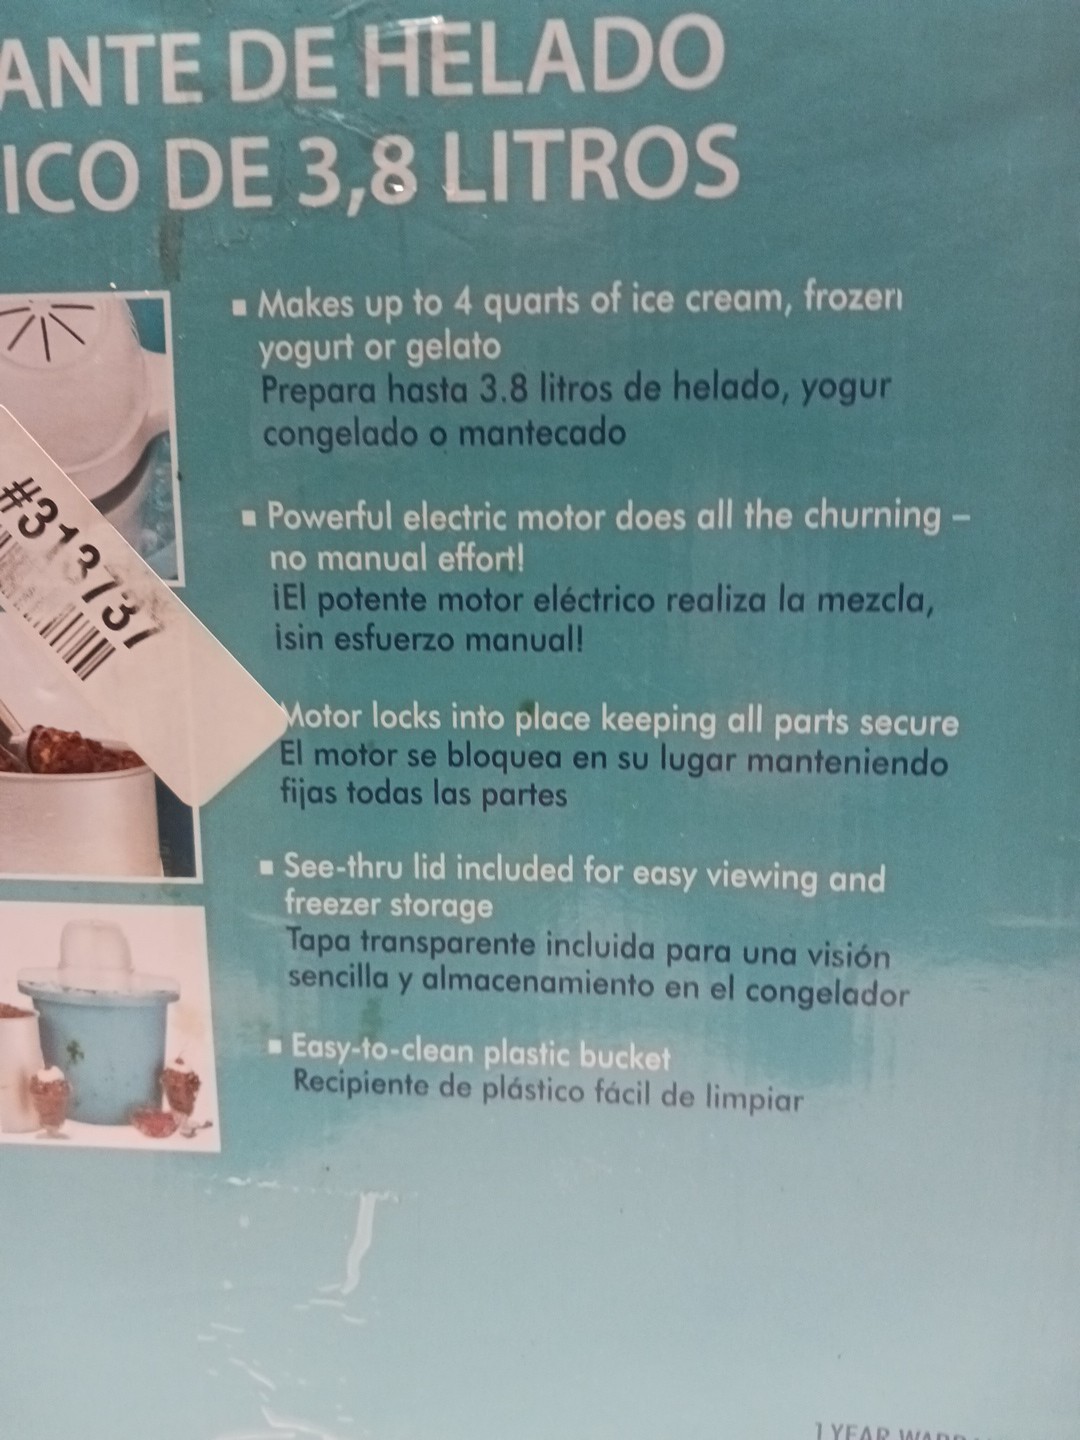 ANTE DE HELADO
ICO DE 3,8 LITROS
▪ Makes up to 4 quarts of ice cream, frozen
yogurt or gelato
Prepara hasta 3.8 litros de helado, yogur
congelado o mantecado
▪ Powerful electric motor does all the churning –
no manual effort!
¡El potente motor eléctrico realiza la mezcla,
¡sin esfuerzo manual!
Motor locks into place keeping all parts secure
El motor se bloquea en su lugar manteniendo
fijas todas las partes
▪ See-thru lid included for easy viewing and
freezer storage
Tapa transparente incluida para una visión
sencilla y almacenamiento en el congelador
▪ Easy-to-clean plastic bucket
Recipiente de plástico fácil de limpiar
#313737
1 YEAR